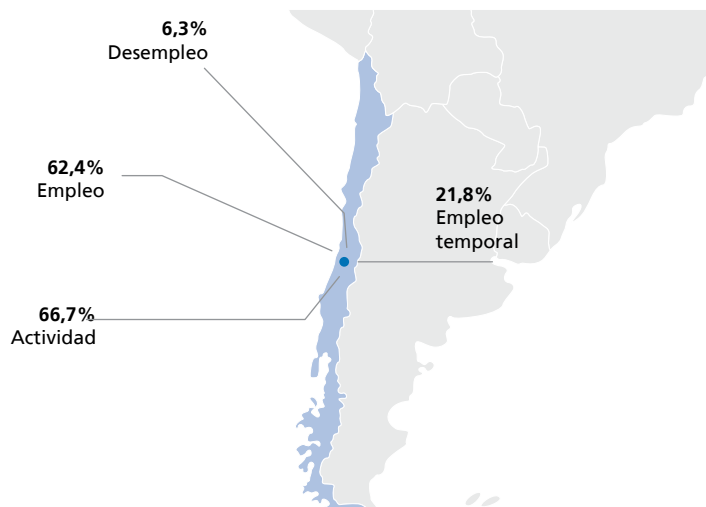 6,3%
Desempleo
62,4%
Empleo
21,8%
Empleo
temporal
66,7%
Actividad